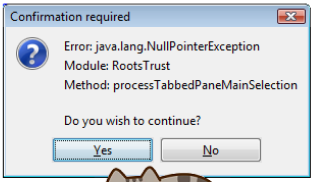 Confirmation required
Error: java.lang.NullPointerException
Module: RootsTrust
Method: processTabbedPaneMainSelection
Do you wish to continue?
Yes
No